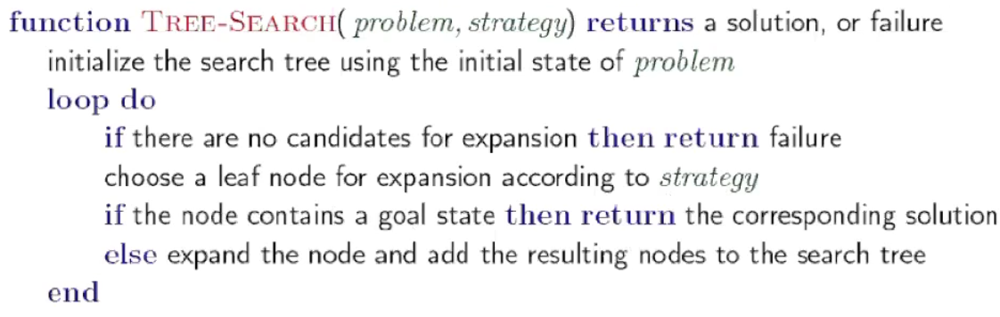 function TREE-SEARCH( problem, strategy) returns a solution, or failure
initialize the search tree using the initial state of problem
loop do
if there are no candidates for expansion then return failure
choose a leaf node for expansion according to strategy
if the node contains a goal state then return the corresponding solution
else expand the node and add the resulting nodes to the search tree
end